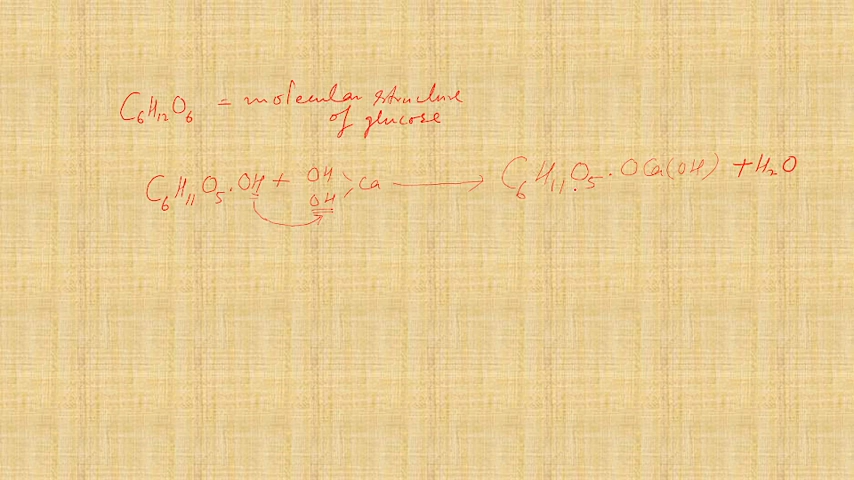 C₆H₁₂O₆ = molecular structure
of glucose
C₆H₁₁O₅·OH + OH
OH > Ca ⟶ C₆H₁₁O₅·OCa(OH) + H₂O